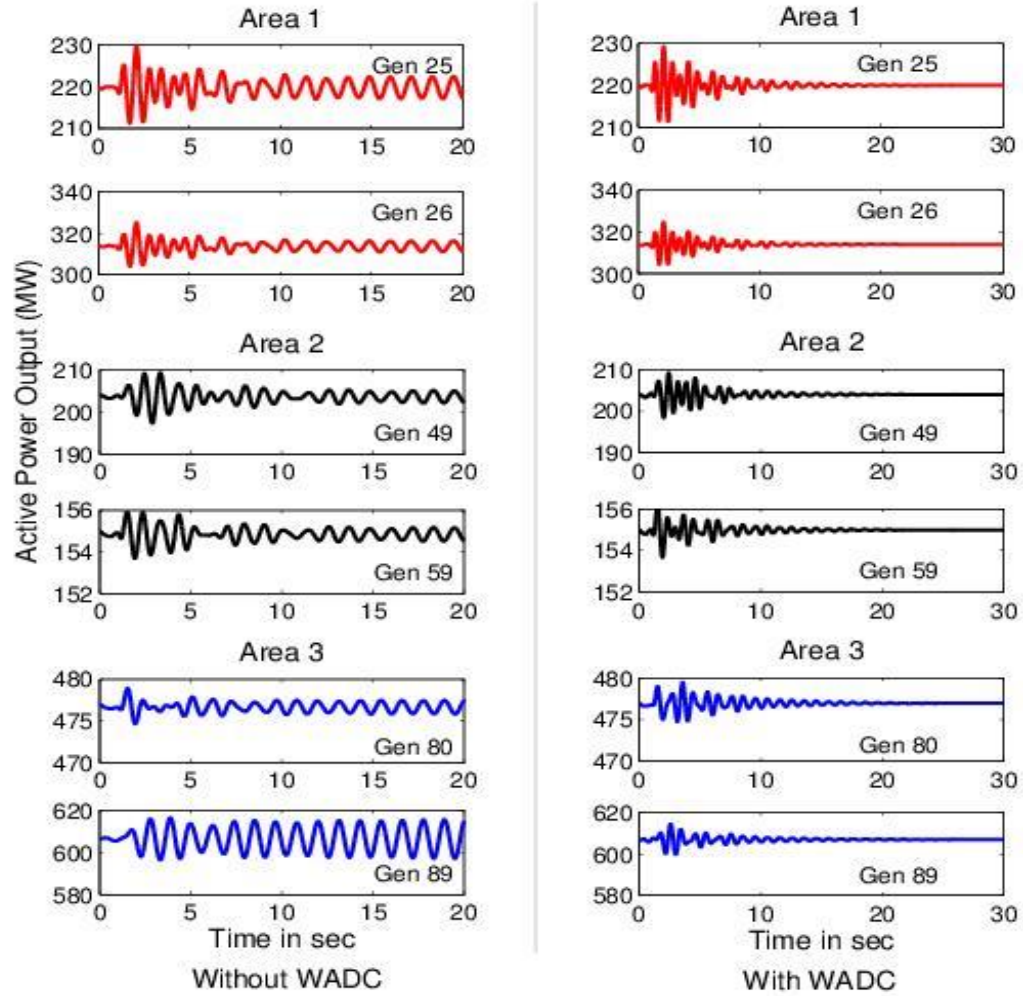 Area 1
230
220
210
Gen 25
0 5 10 15 20
340
320
300
Gen 26
0 5 10 15 20
Area 2
210
200
190
Gen 49
0 5 10 15 20
156
154
152
Gen 59
0 5 10 15 20
Area 3
480
475
470
Gen 80
0 5 10 15 20
620
600
580
Gen 89
0 5 10 15 20
Time in sec
Without WADC
Active Power Output (MW)
Area 1
230
220
210
Gen 25
0 10 20 30
340
320
300
Gen 26
0 10 20 30
Area 2
210
200
190
Gen 49
0 10 20 30
156
154
152
Gen 59
0 10 20 30
Area 3
480
475
470
Gen 80
0 10 20 30
620
600
580
Gen 89
0 10 20 30
Time in sec
With WADC